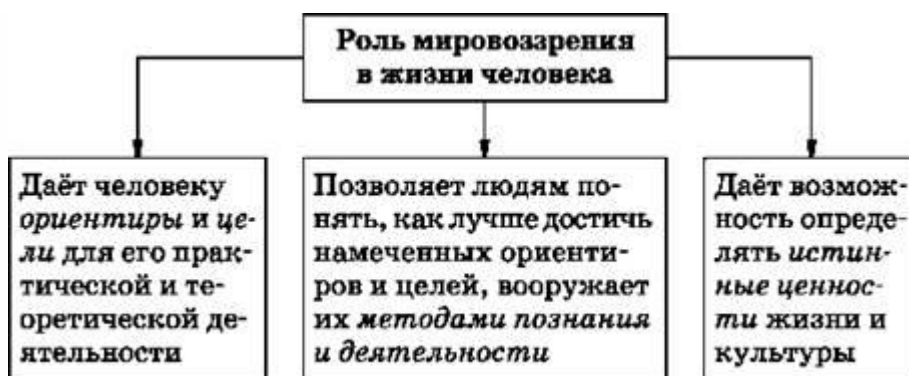 Роль мировоззрения
в жизни человека
Даёт человеку
ориентиры и це-
ли для его прак-
тической и те-
оретической де-
ятельности
Позволяет людям по-
нять, как лучше достичь
намеченных ориенти-
ров и целей, вооружает
их методами познания
и деятельности
Даёт возмож-
ность опреде-
лять истин-
ные ценнос-
ти жизни и
культуры